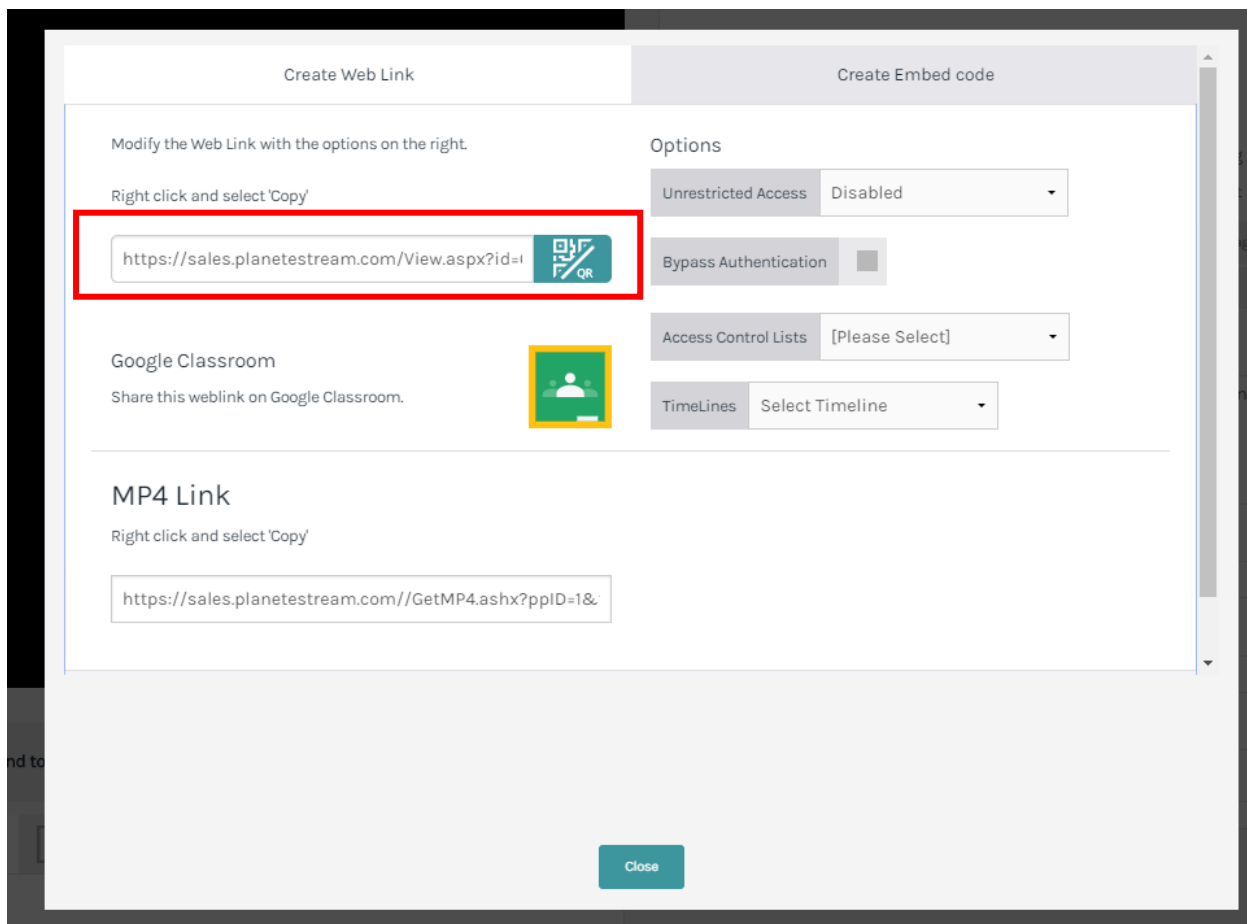 Create Web Link
Create Embed code
Modify the Web Link with the options on the right.
Right click and select 'Copy'
https://sales.planetestream.com/View.aspx?id=
QR
Google Classroom
Share this weblink on Google Classroom.
Options
Unrestricted Access Disabled
Bypass Authentication
Access Control Lists [Please Select]
TimeLines Select Timeline
MP4 Link
Right click and select 'Copy'
https://sales.planetestream.com//GetMP4.ashx?ppID=1&
nd to
Close